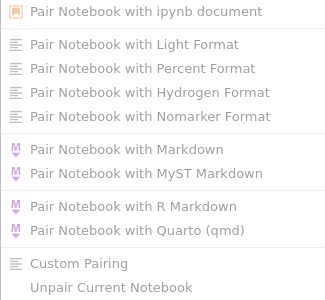 Pair Notebook with ipynb document
Pair Notebook with Light Format
Pair Notebook with Percent Format
Pair Notebook with Hydrogen Format
Pair Notebook with Nomarker Format
M Pair Notebook with Markdown
M Pair Notebook with MyST Markdown
M Pair Notebook with R Markdown
M Pair Notebook with Quarto (qmd)
Custom Pairing
Unpair Current Notebook